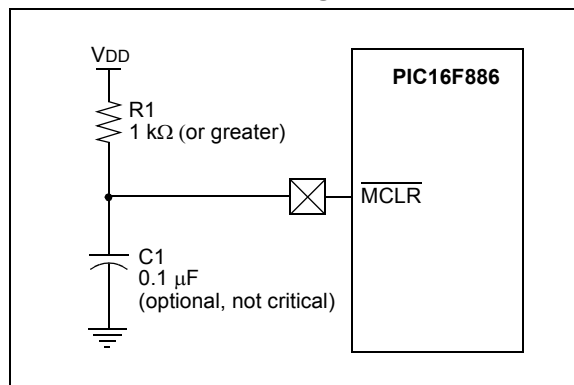 VDD
PIC16F886
R1
1 kΩ (or greater)
MCLR
C1
0.1 μF
(optional, not critical)